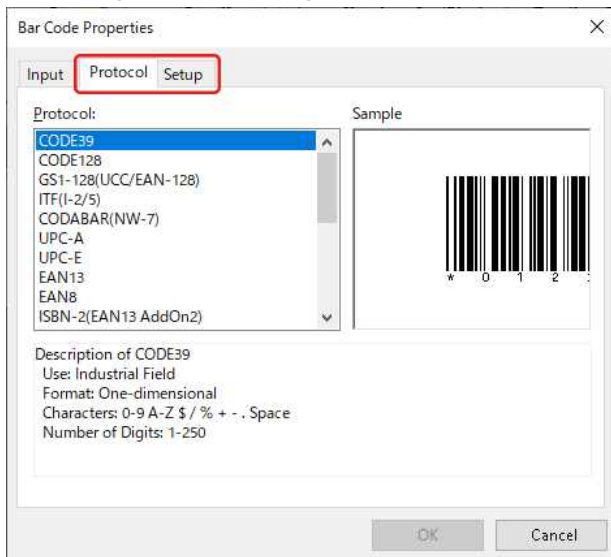 Bar Code Properties
Input Protocol Setup
Protocol:
CODE39
CODE128
GS1-128(UCC/EAN-128)
ITF(I-2/5)
CODABAR(NW-7)
UPC-A
UPC-E
EAN13
EAN8
ISBN-2(EAN13 AddOn2)
Sample
* 0 1 2
Description of CODE39
Use: Industrial Field
Format: One-dimensional
Characters: 0-9 A-Z $ / % + - . Space
Number of Digits: 1-250
OK Cancel